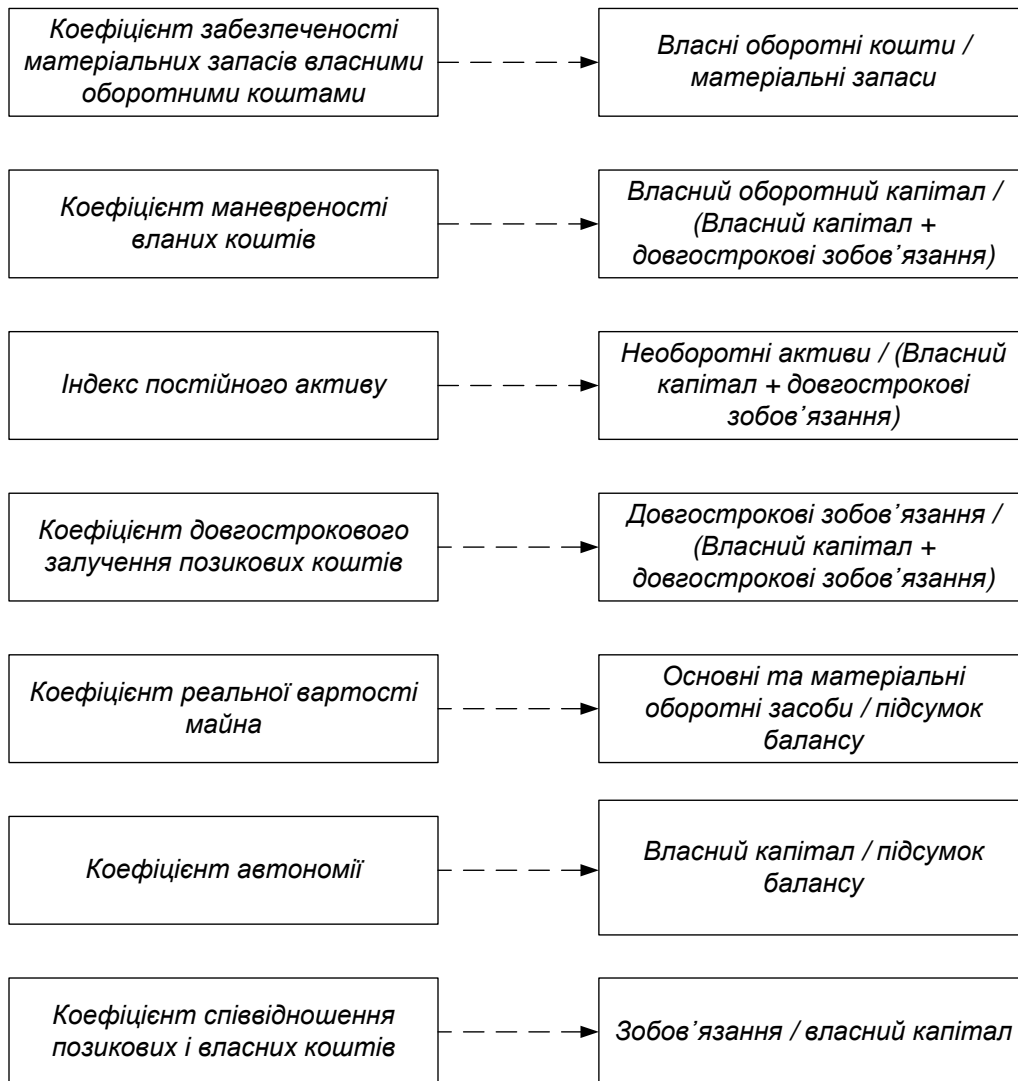 Коефіцієнт забезпеченості
матеріальних запасів власними
оборотними коштами
Власні оборотні кошти /
матеріальні запаси
Коефіцієнт маневреності
вланих коштів
Власний оборотний капітал /
(Власний капітал +
довгострокові зобов’язання)
Індекс постійного активу
Необоротні активи / (Власний
капітал + довгострокові
зобов’язання)
Коефіцієнт довгострокового
залучення позикових коштів
Довгострокові зобов’язання /
(Власний капітал +
довгострокові зобов’язання)
Коефіцієнт реальної вартості
майна
Основні та матеріальні
оборотні засоби / підсумок
балансу
Коефіцієнт автономії
Власний капітал / підсумок
балансу
Коефіцієнт співвідношення
позикових і власних коштів
Зобов’язання / власний капітал